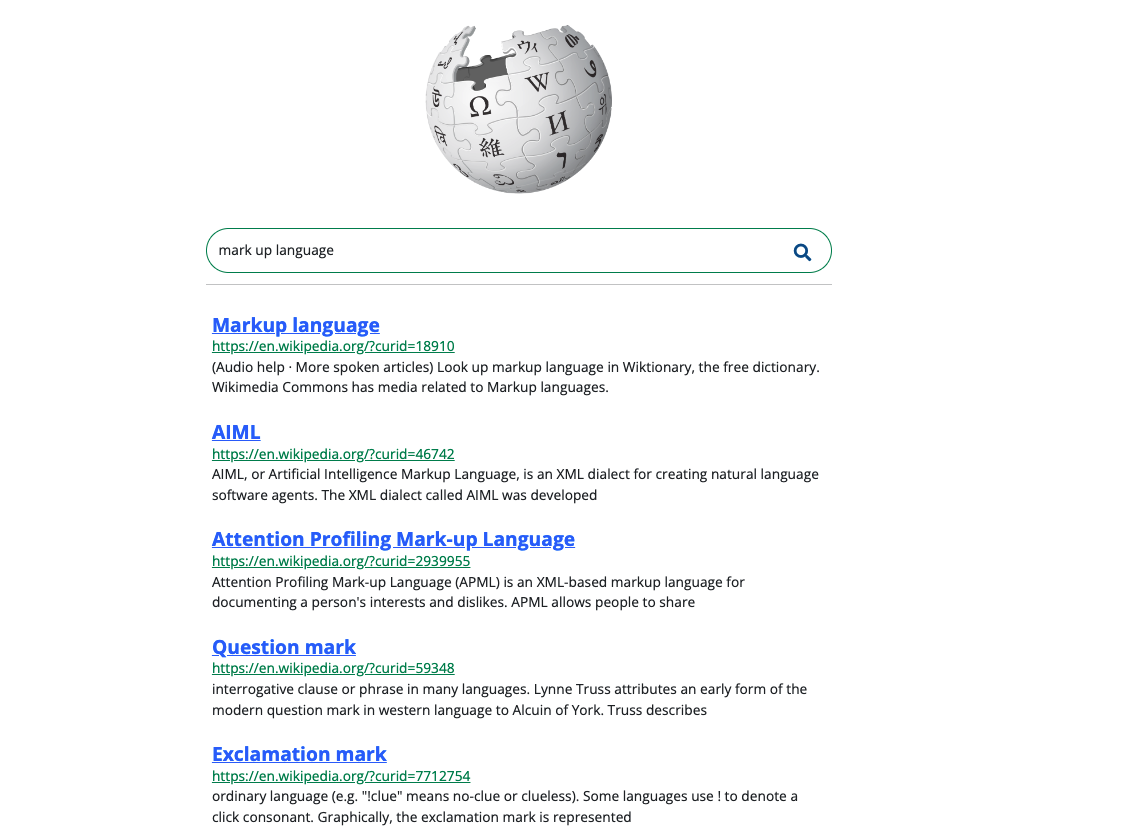 Ω W И 維 ウィ 7
mark up language
Markup language
https://en.wikipedia.org/?curid=18910
(Audio help · More spoken articles) Look up markup language in Wiktionary, the free dictionary.
Wikimedia Commons has media related to Markup languages.
AIML
https://en.wikipedia.org/?curid=46742
AIML, or Artificial Intelligence Markup Language, is an XML dialect for creating natural language
software agents. The XML dialect called AIML was developed
Attention Profiling Mark-up Language
https://en.wikipedia.org/?curid=2939955
Attention Profiling Mark-up Language (APML) is an XML-based markup language for
documenting a person's interests and dislikes. APML allows people to share
Question mark
https://en.wikipedia.org/?curid=59348
interrogative clause or phrase in many languages. Lynne Truss attributes an early form of the
modern question mark in western language to Alcuin of York. Truss describes
Exclamation mark
https://en.wikipedia.org/?curid=7712754
ordinary language (e.g. "!clue" means no-clue or clueless). Some languages use ! to denote a
click consonant. Graphically, the exclamation mark is represented